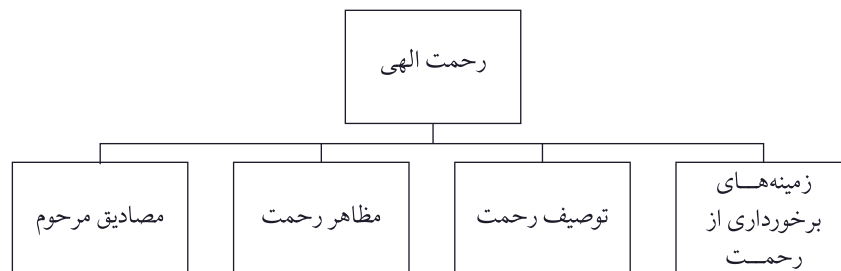 رحمت الهی
زمینه‌های
برخورداری از
رحمت
توصیف رحمت
مظاهر رحمت
مصادیق مرحوم